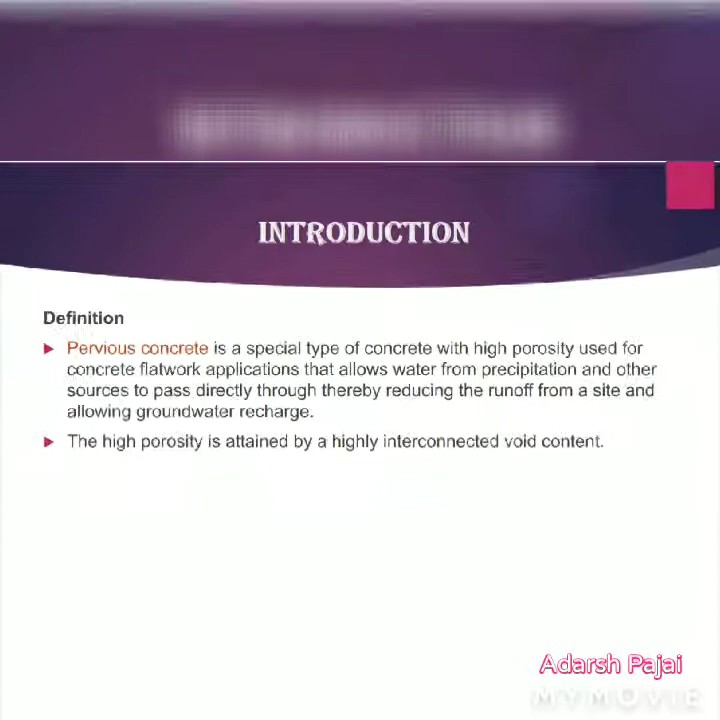 INTRODUCTION
Definition
Pervious concrete is a special type of concrete with high porosity used for
concrete flatwork applications that allows water from precipitation and other
sources to pass directly through thereby reducing the runoff from a site and
allowing groundwater recharge.
The high porosity is attained by a highly interconnected void content.
Adarsh Pajai
MYMOVIE